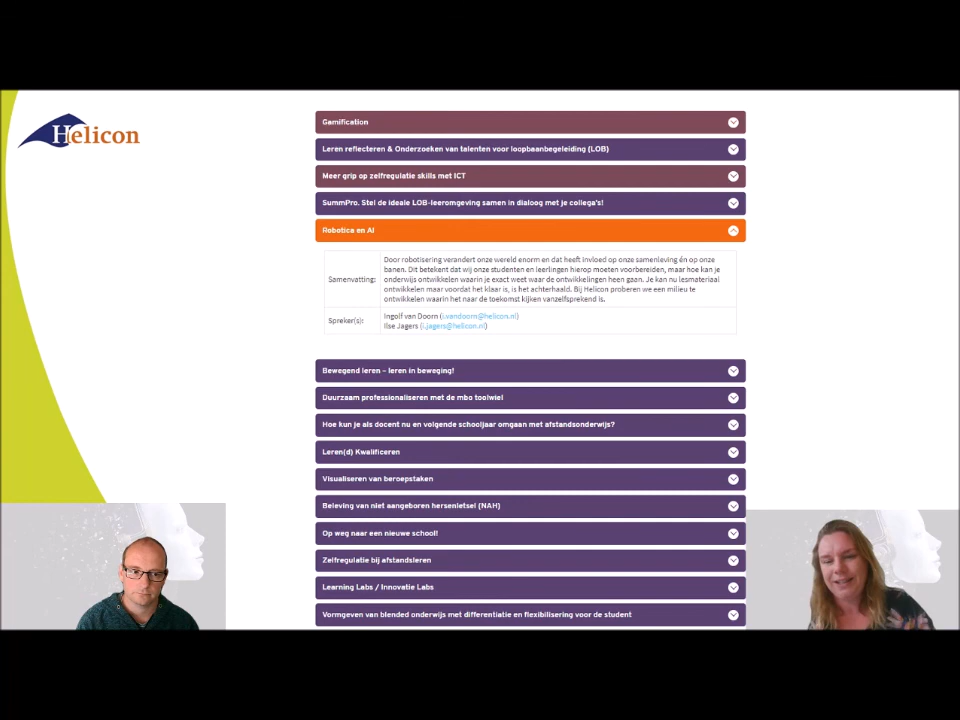 Helicon
Gamification
Leren reflecteren & Onderzoeken van talenten voor loopbaanbegeleiding (LOB)
Meer grip op zelfregulatie skills met ICT
SummPro. Stel de ideale LOB-leeromgeving samen in dialoog met je collega's!
Robotica en AI
Samenvatting:
Door robotisering verandert onze wereld enorm en dat heeft invloed op onze samenleving én op onze
banen. Dit betekent dat wij onze studenten en leerlingen hierop moeten voorbereiden, maar hoe kan je
onderwijs ontwikkelen waarin je exact weet waar de ontwikkelingen heen gaan. Je kan nu lesmateriaal
ontwikkelen maar voordat het klaar is, is het achterhaald. Bij Helicon proberen we een milieu te
ontwikkelen waarin het naar de toekomst kijken vanzelfsprekend is.
Spreker(s):
Ingolf van Doorn (i.vandoorn@helicon.nl)
Ilse Jagers (i.jagers@helicon.nl)
Bewegend leren – leren in beweging!
Duurzaam professionaliseren met de mbo toolwiel
Hoe kun je als docent nu en volgende schooljaar omgaan met afstandsonderwijs?
Leren(d) Kwalificeren
Visualiseren van beroepstaken
Beleving van niet aangeboren hersenletsel (NAH)
Op weg naar een nieuwe school!
Zelfregulatie bij afstandsleren
Learning Labs / Innovatie Labs
Vormgeven van blended onderwijs met differentiatie en flexibilisering voor de student